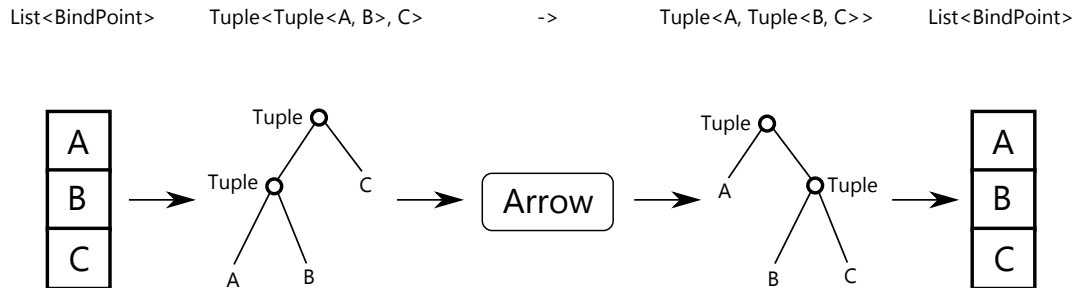 List<BindPoint> Tuple<Tuple<A, B>, C> -> Tuple<A, Tuple<B, C>> List<BindPoint>
A
B
C
Tuple
Tuple
C
A B
Arrow
Tuple
A
Tuple
B C
A
B
C